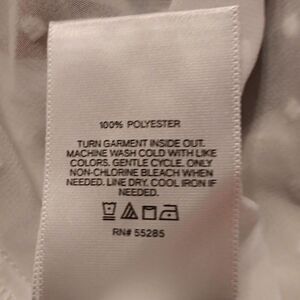 100% POLYESTER
TURN GARMENT INSIDE OUT.
MACHINE WASH COLD WITH LIKE
COLORS. GENTLE CYCLE. ONLY
NON-CHLORINE BLEACH WHEN
NEEDED. LINE DRY. COOL IRON IF
NEEDED.
RN# 55285